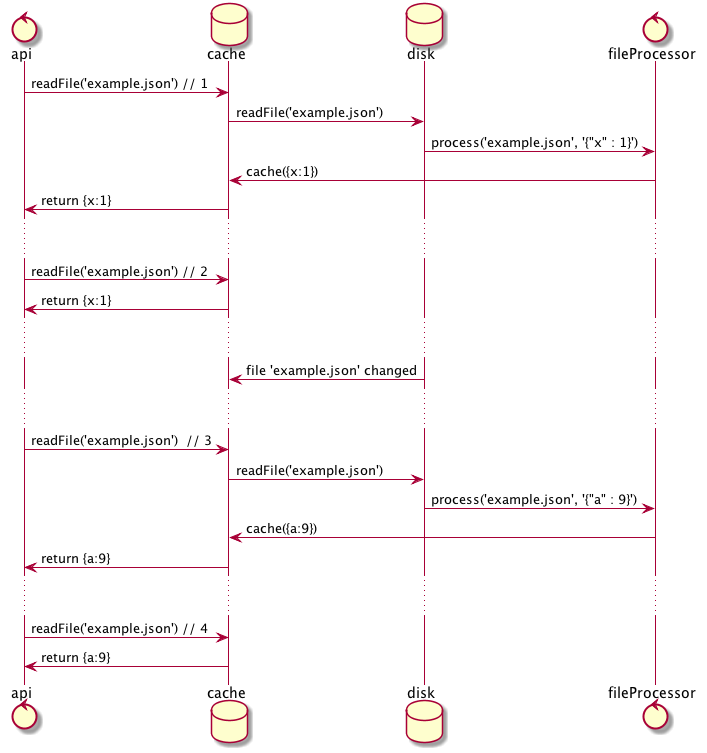 api cache disk fileProcessor
readFile('example.json') // 1
readFile('example.json')
process('example.json', '{"x" : 1}')
cache({x:1})
return {x:1}
readFile('example.json') // 2
return {x:1}
file 'example.json' changed
readFile('example.json')  // 3
readFile('example.json')
process('example.json', '{"a" : 9}')
cache({a:9})
return {a:9}
readFile('example.json') // 4
return {a:9}
api cache disk fileProcessor